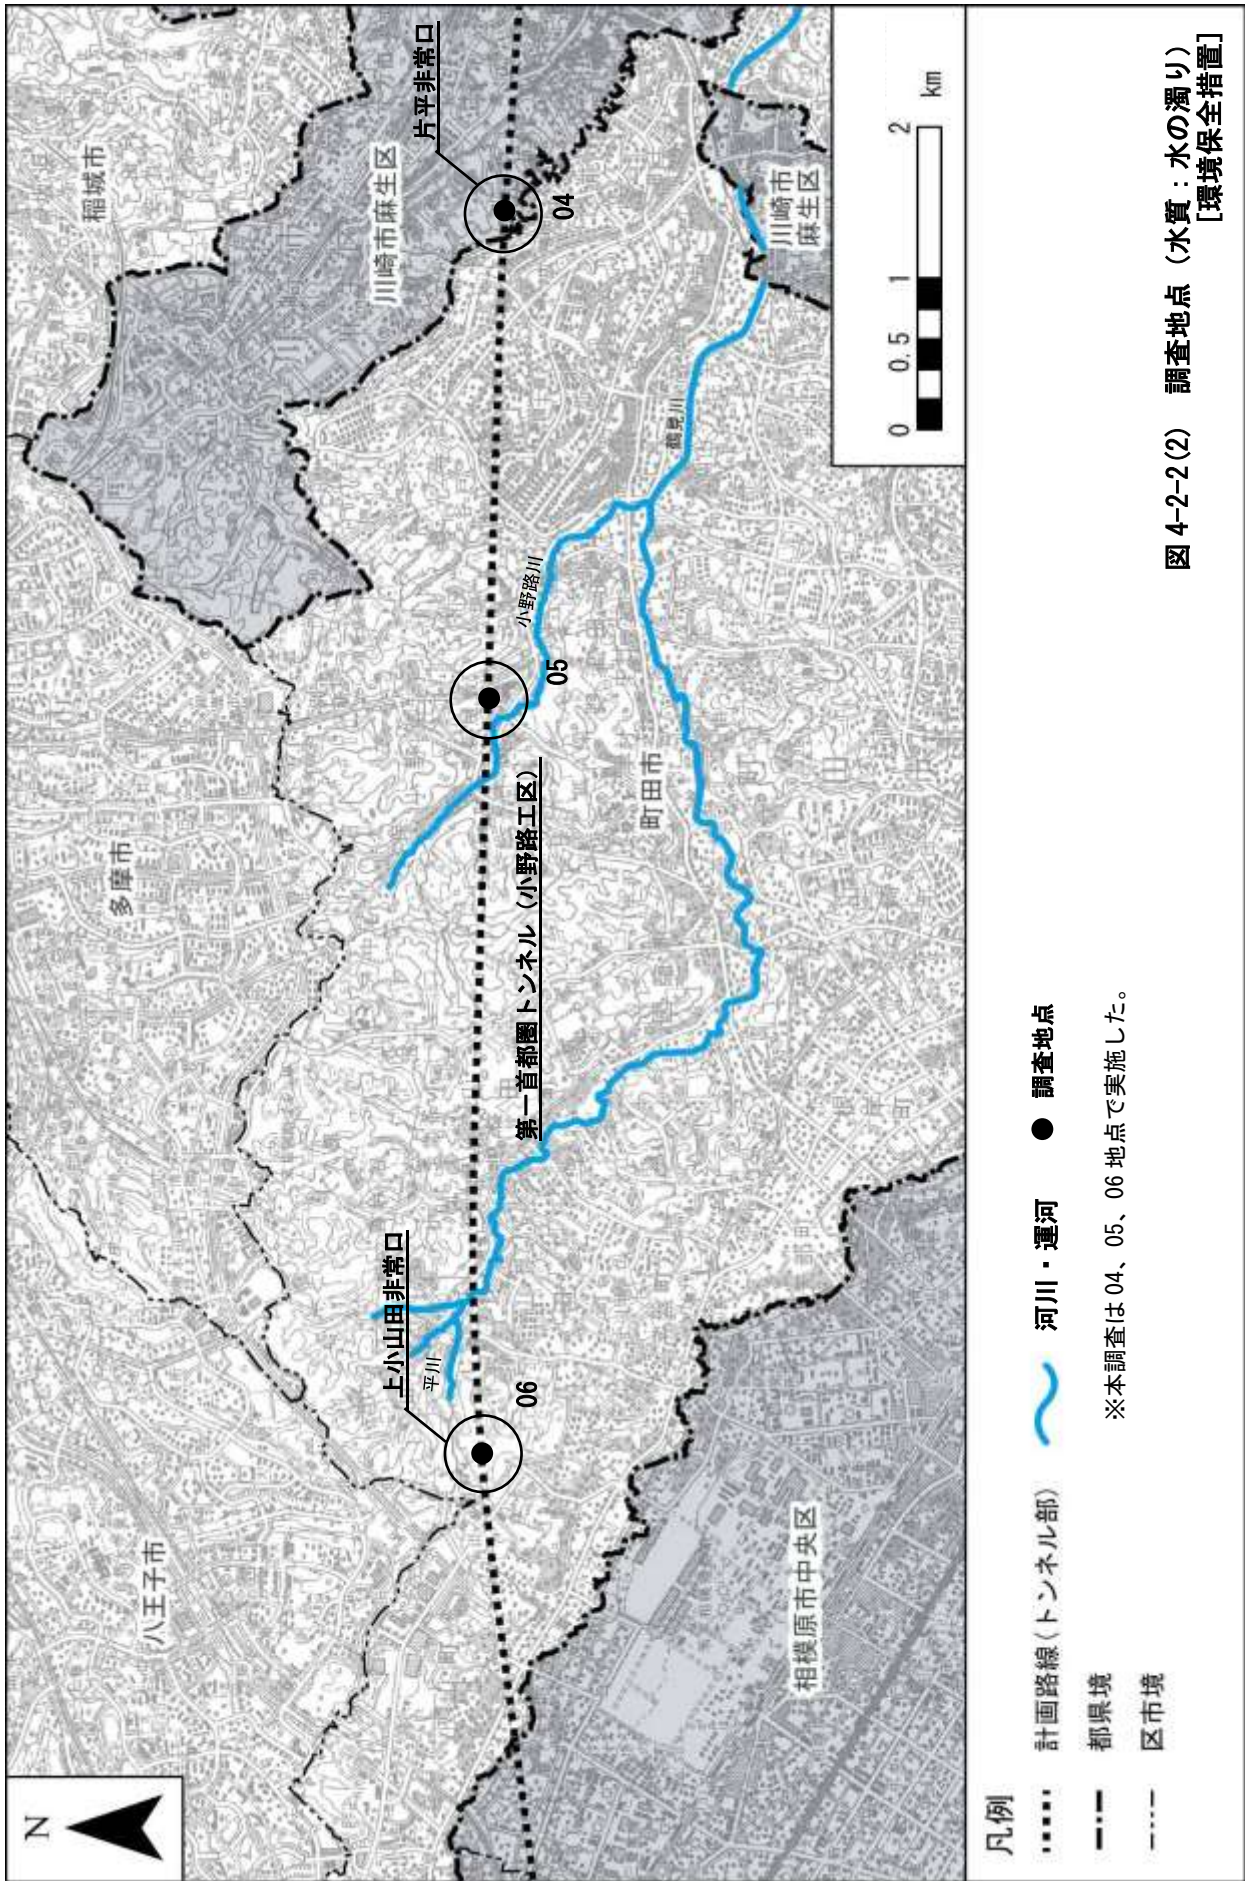 N
八王子市
多摩市
稲城市
川崎市麻生区
片平非常口
04
上小山田非常口
平川
06
第一首都圏トンネル（小野路工区）
05
小野路川
町田市
鶴見川
川崎市
麻生区
相模原市中央区
0
0.5
1
2
km
凡例
計画路線（トンネル部）
都県境
区市境
河川・運河
調査地点
※本調査は 04、05、06 地点で実施した。
図 4-2-2(2) 調査地点（水質：水の濁り）
［環境保全措置］